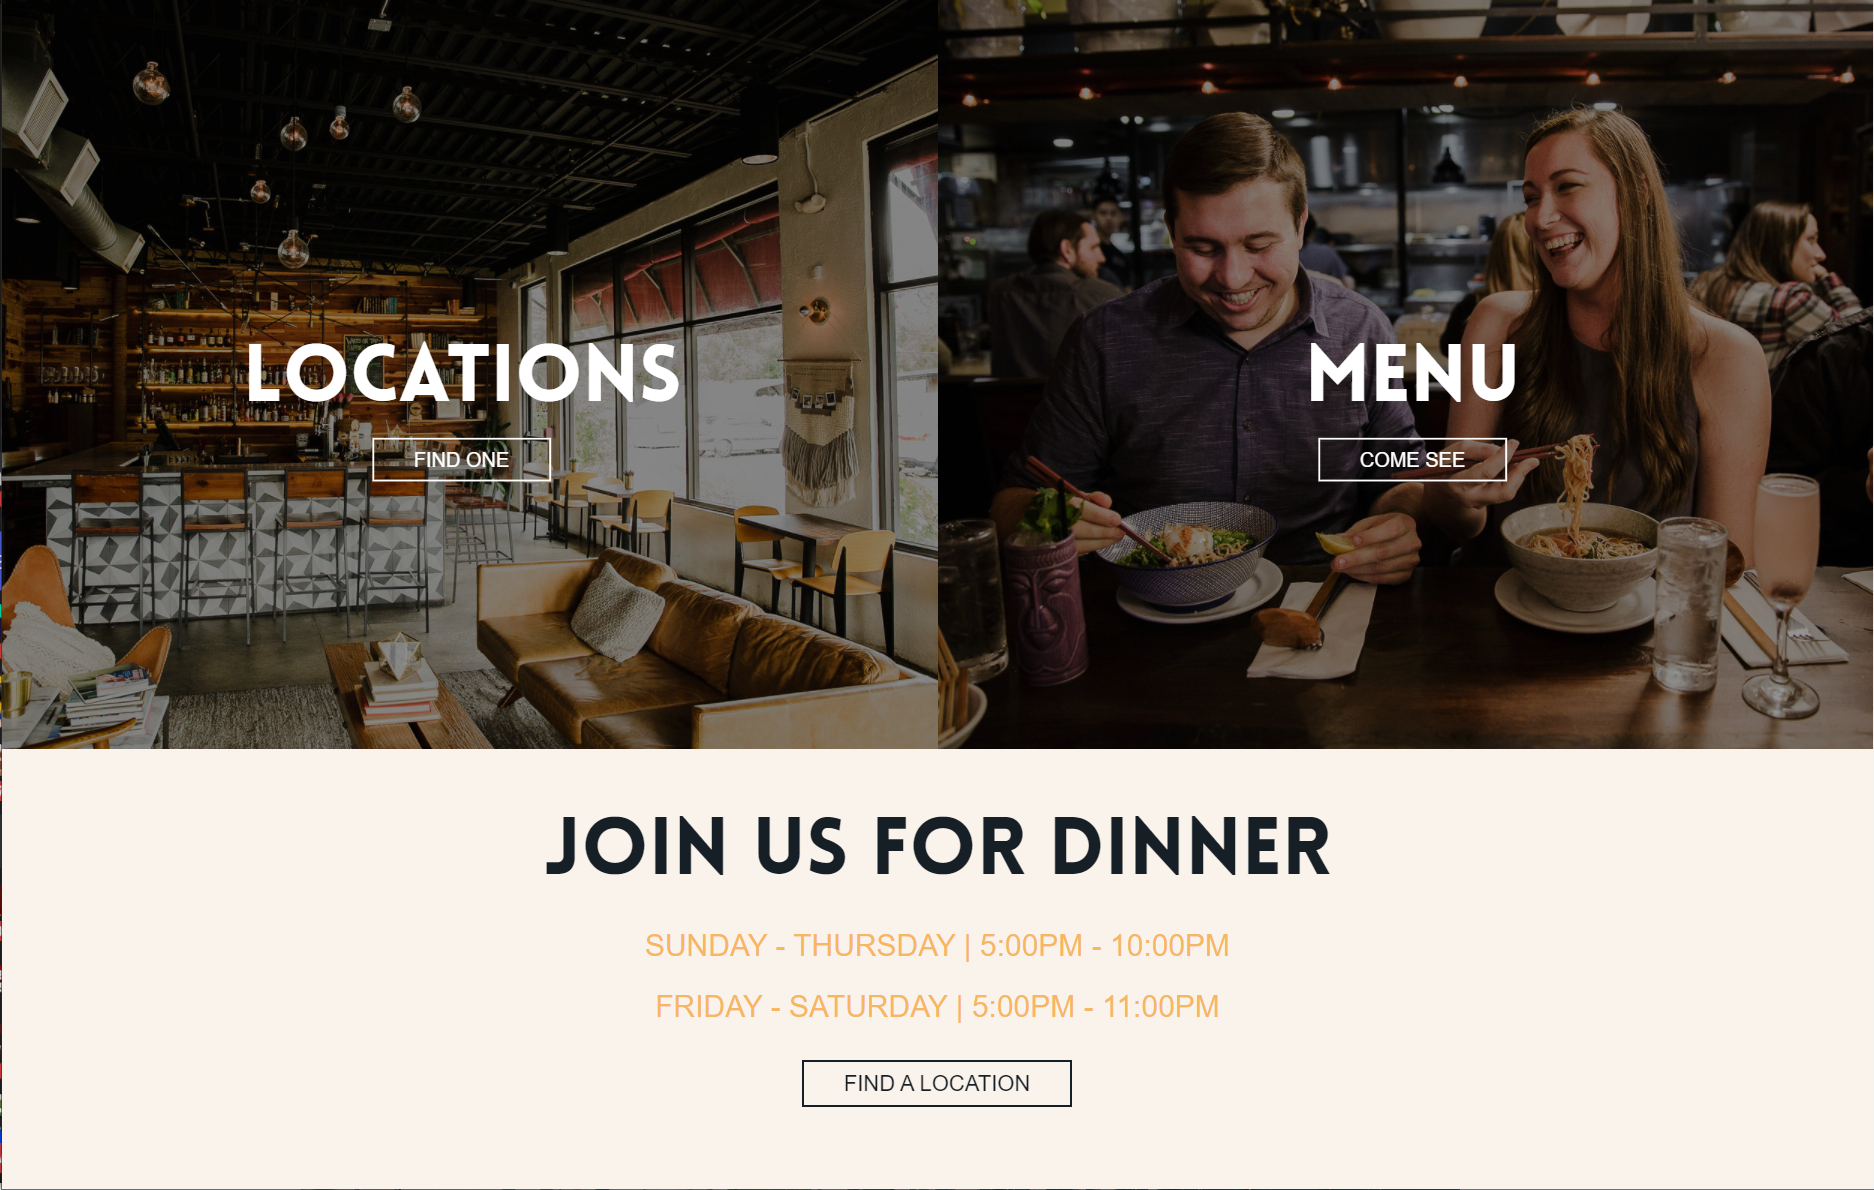 LOCATIONS
FIND ONE
MENU
COME SEE
JOIN US FOR DINNER
SUNDAY - THURSDAY | 5:00PM - 10:00PM
FRIDAY - SATURDAY | 5:00PM - 11:00PM
FIND A LOCATION